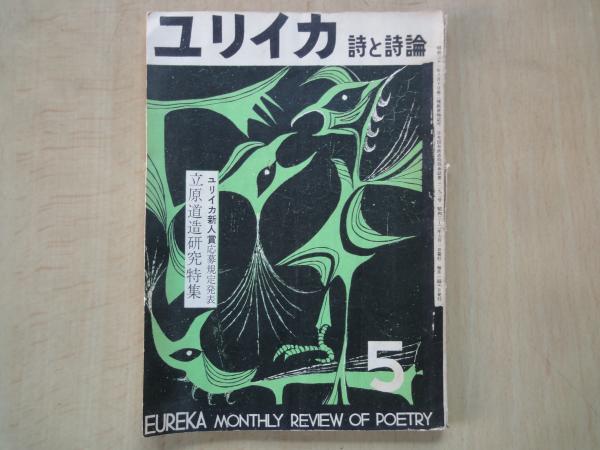 ユリイカ 詩と詩論
ユリイカ新人賞応募規定発表
立原道造研究特集
5
EUREKA MONTHLY REVIEW OF POETRY